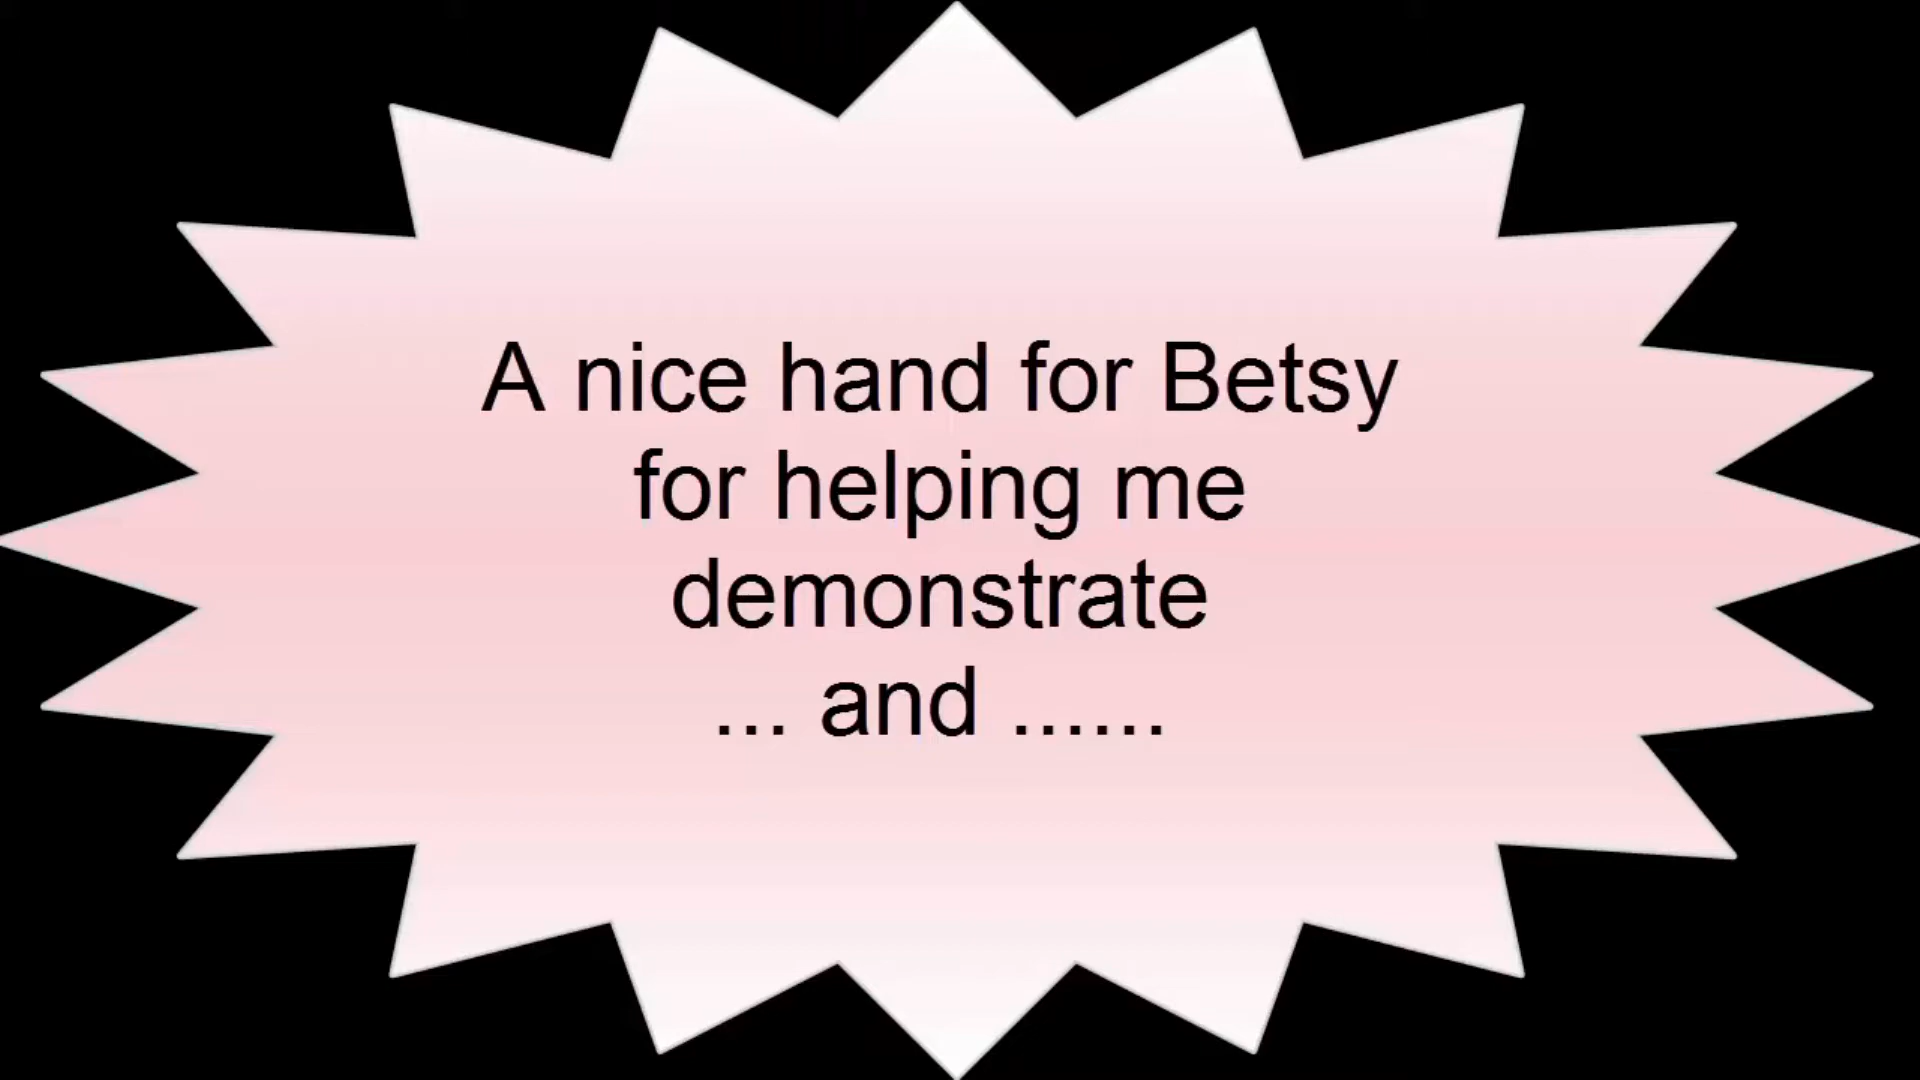 A nice hand for Betsy
for helping me
demonstrate
... and ......